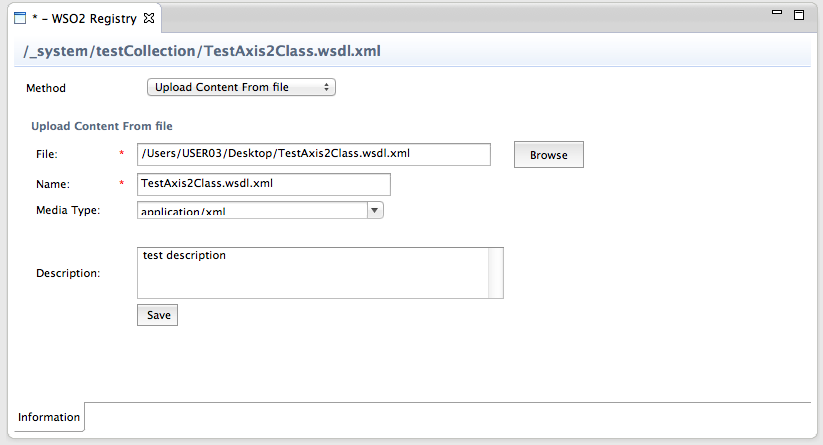 * – WSO2 Registry
/_system/testCollection/TestAxis2Class.wsdl.xml
Method Upload Content From file
Upload Content From file
File: * /Users/USER03/Desktop/TestAxis2Class.wsdl.xml Browse
Name: * TestAxis2Class.wsdl.xml
Media Type: application/xml
Description: test description
Save
Information